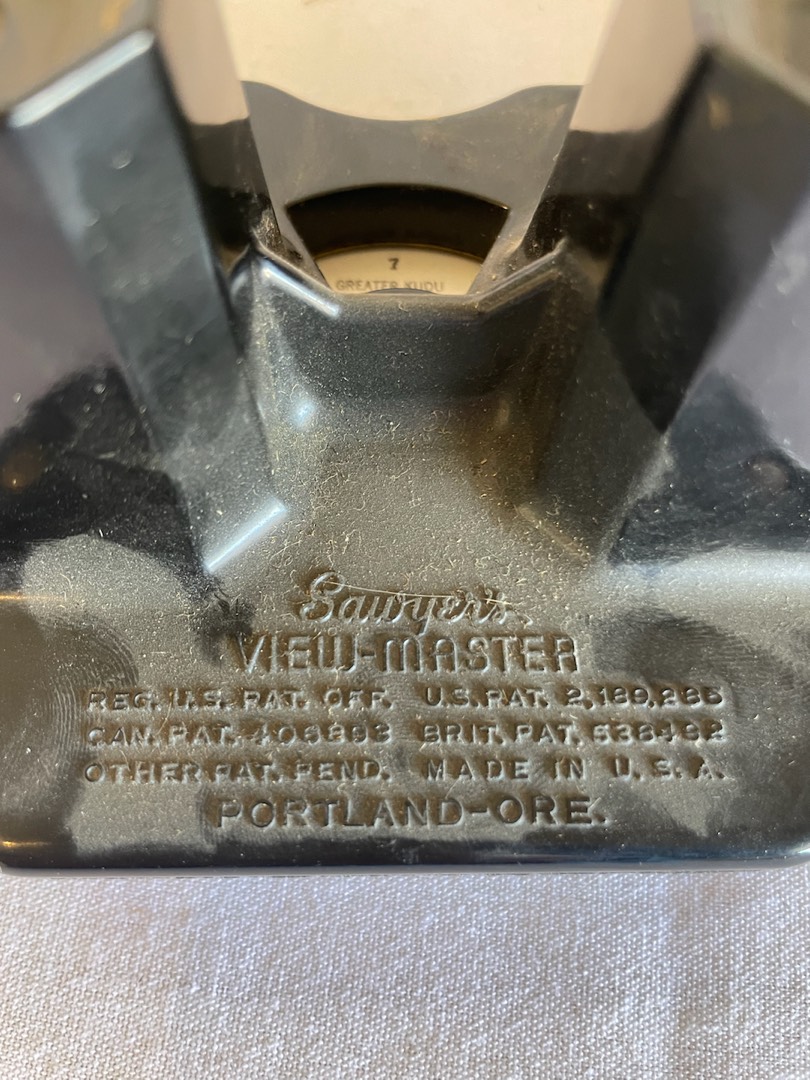 7
GREATER KUDU
Sawyer's
VIEW-MASTER
REG. U.S. PAT. OFF. U.S. PAT. 2,189,285
CAN. PAT. 406893 BRIT. PAT. 538492
OTHER PAT. PEND. MADE IN U.S.A.
PORTLAND-ORE.